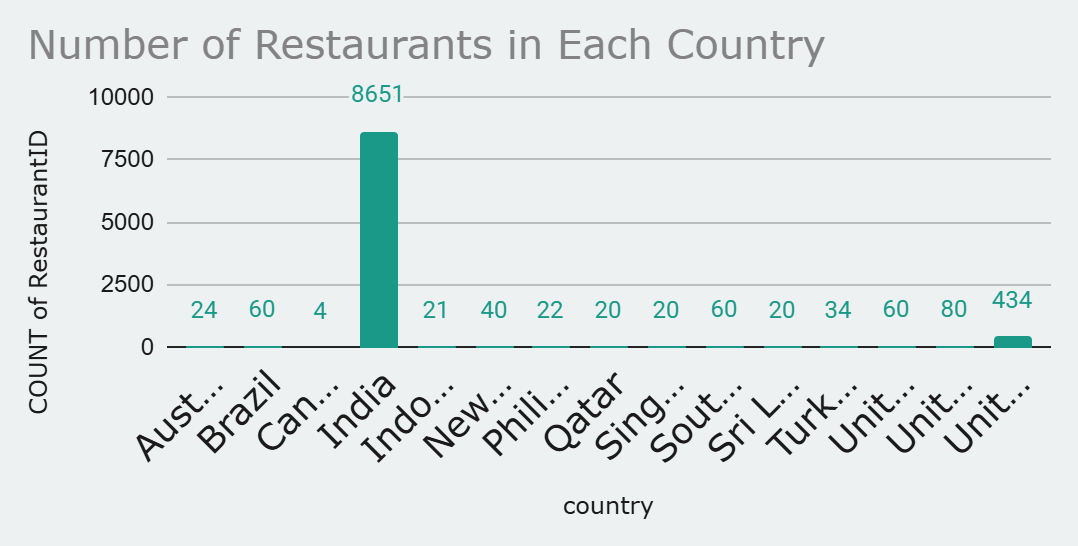 Number of Restaurants in Each Country
COUNT of RestaurantID
10000
7500
5000
2500
0
24
60
4
8651
21
40
22
20
20
60
20
34
60
80
434
Aust...
Brazil
Can...
India
Indo...
New...
Philli...
Qatar
Sing...
Sout...
Sri L...
Turk...
Unit...
Unit...
Unit...
country